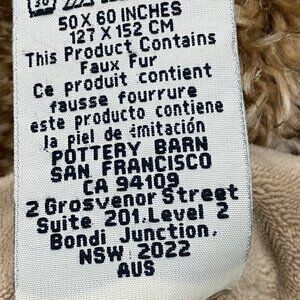 30
50 X 60 INCHES
127 X 152 CM
This Product Contains
Faux Fur
Ce produit contient
fausse fourrure
este producto contiene
la piel de imitación
POTTERY BARN
SAN FRANCISCO
CA 94109
2 Grosvenor Street
Suite 201.Level 2
Bondi Junction,
NSW 2022
AUS